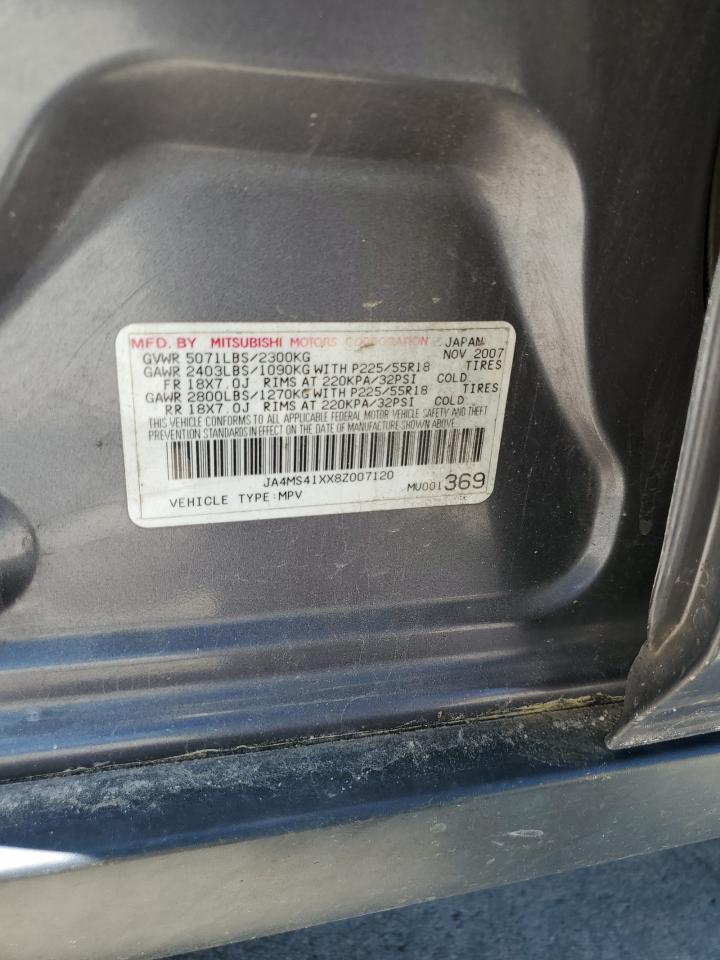 MFD. BY MITSUBISHI MOTORS CORPORATION JAPAN
GVWR 5071LBS/2300KG NOV 2007
GAWR 2403LBS/1090KG WITH P225/55R18 TIRES
FR 18X7.0J RIMS AT 220KPA/32PSI COLD.
GAWR 2800LBS/1270KG WITH P225/55R18 TIRES
RR 18X7.0J RIMS AT 220KPA/32PSI COLD.
THIS VEHICLE CONFORMS TO ALL APPLICABLE FEDERAL MOTOR VEHICLE SAFETY AND THEFT
PREVENTION STANDARDS IN EFFECT ON THE DATE OF MANUFACTURE SHOWN ABOVE
JA4MS41XX8Z007120
VEHICLE TYPE:MPV MU001369